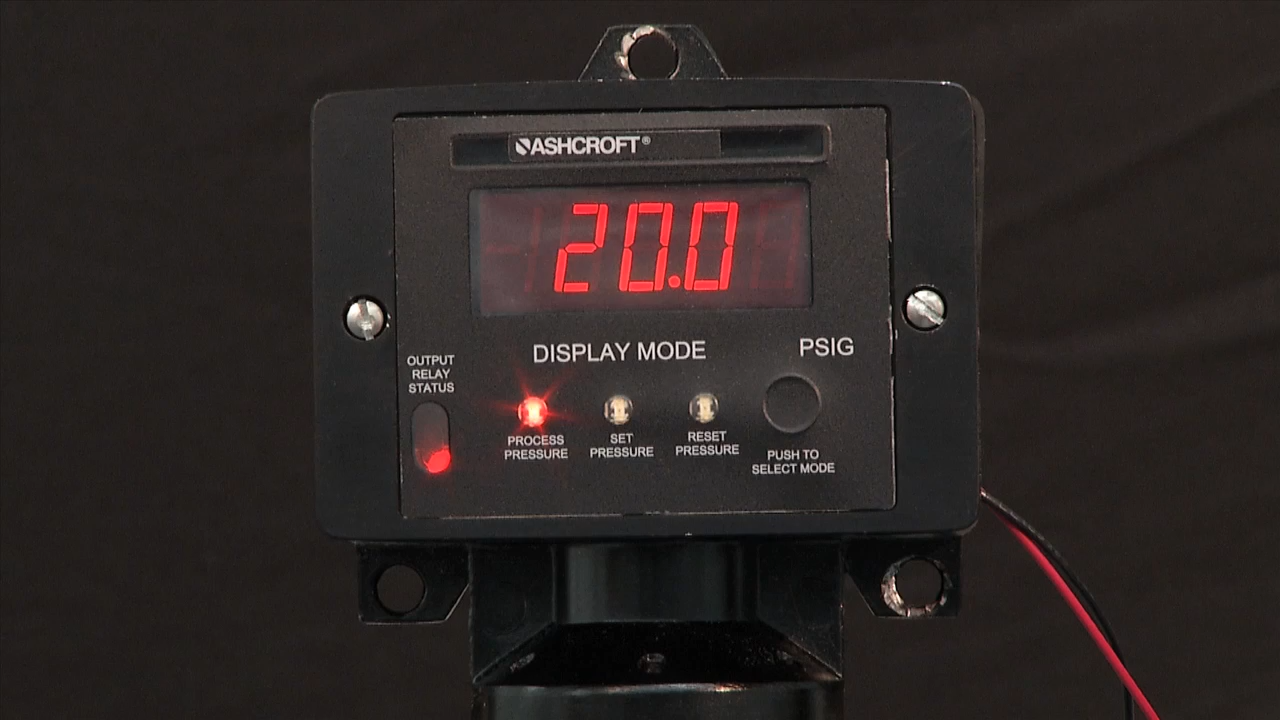 ASHCROFT®
20.0
DISPLAY MODE
PSIG
OUTPUT
RELAY
STATUS
PROCESS
PRESSURE
SET
PRESSURE
RESET
PRESSURE
PUSH TO
SELECT MODE